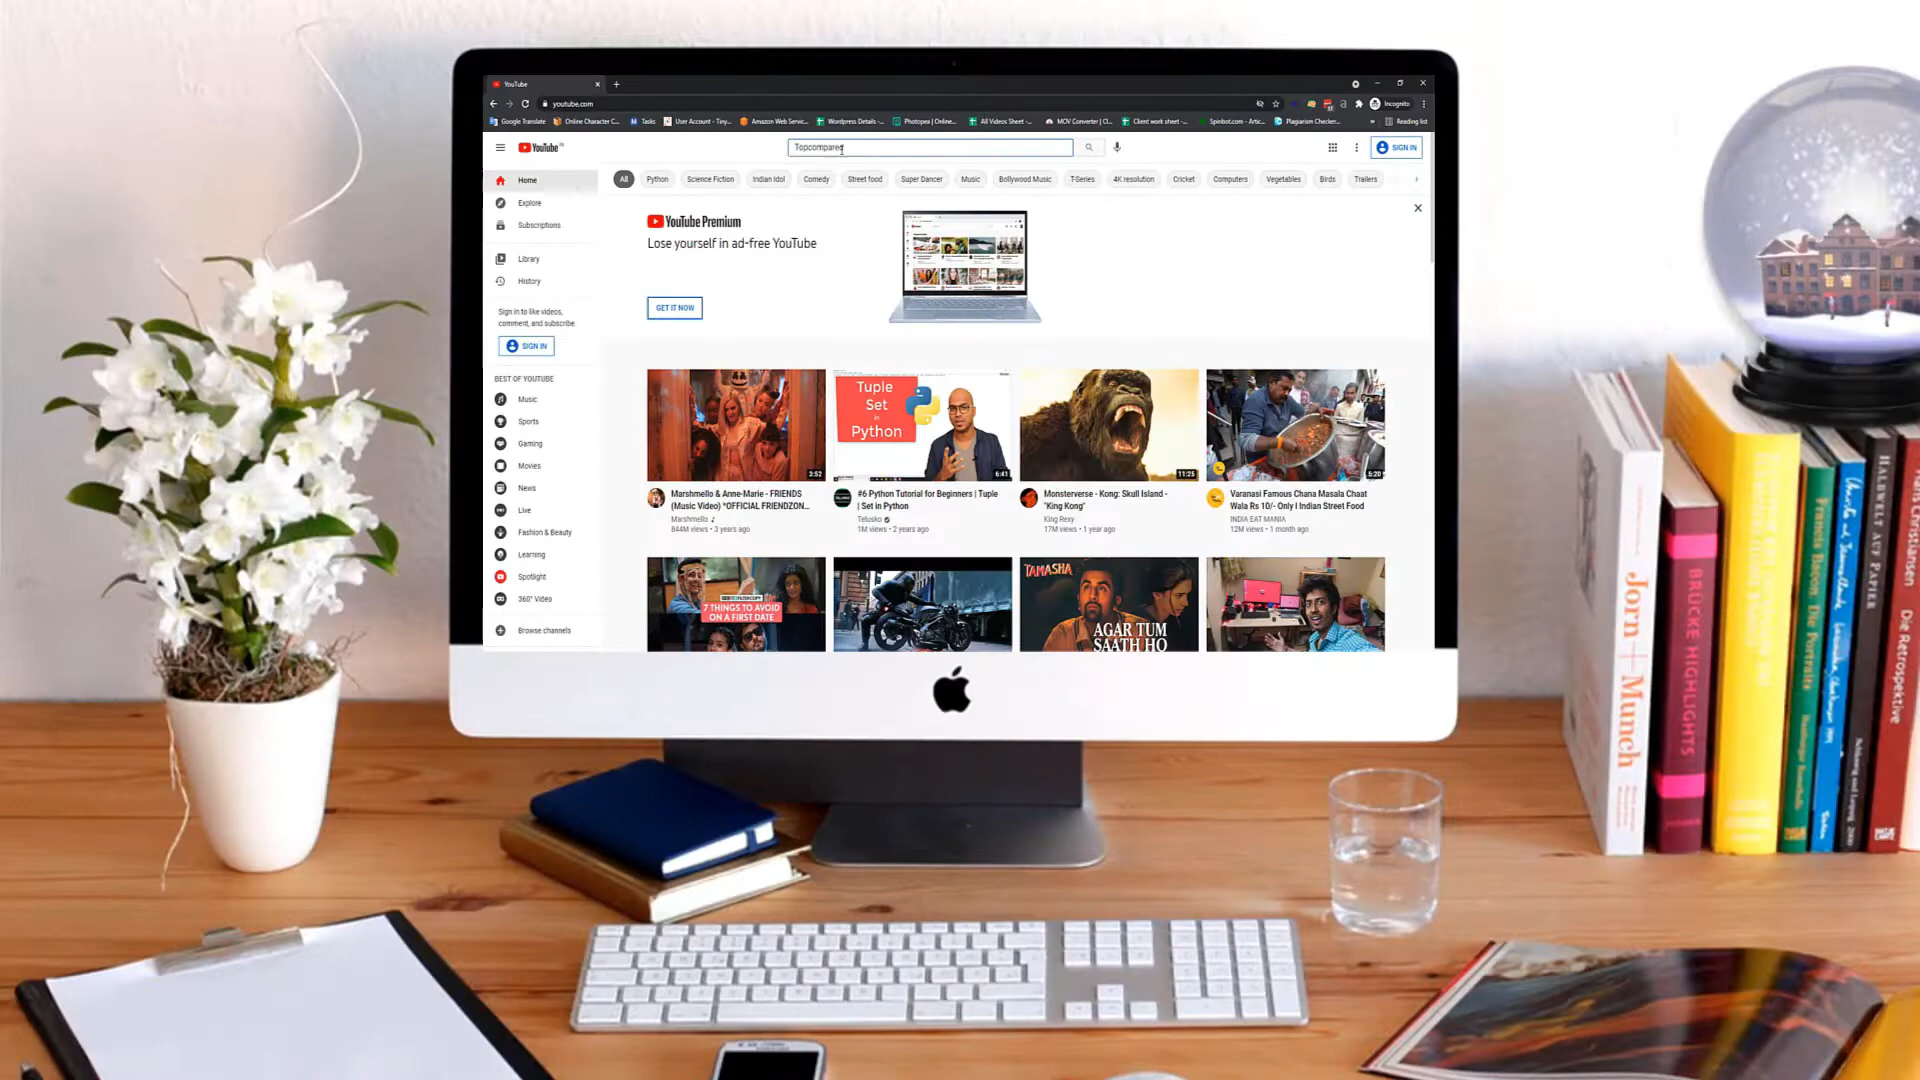 YouTube
youtube.com
Incognito
Google Translate
Online Character C...
Tasks
User Account - Tiny...
Amazon Web Servic...
Wordpress Details -...
Photopea | Online...
All Videos Sheet -...
MOV Converter | Cl...
Client work sheet -...
Spinbot.com - Artic...
Plagiarism Checker...
»
Reading list
YouTube IN
Topcomparer
SIGN IN
All
Python
Science Fiction
Indian Idol
Comedy
Street food
Super Dancer
Music
Bollywood Music
T-Series
4K resolution
Cricket
Computers
Vegetables
Birds
Trailers
Home
Explore
Subscriptions
Library
History
Sign in to like videos,
comment, and subscribe.
SIGN IN
BEST OF YOUTUBE
Music
Sports
Gaming
Movies
News
Live
Fashion & Beauty
Learning
Spotlight
360° Video
Browse channels
YouTube Premium
Lose yourself in ad-free YouTube
GET IT NOW
3:52
Marshmello & Anne-Marie - FRIENDS
(Music Video) *OFFICIAL FRIENDZON...
Marshmello
844M views • 3 years ago
Tuple
Set
in
Python
6:41
#6 Python Tutorial for Beginners | Tuple
| Set in Python
Telusko
1M views • 2 years ago
11:25
Monsterverse - Kong: Skull Island -
"King Kong"
King Rexy
17M views • 1 year ago
5:20
Varanasi Famous Chana Masala Chaat
Wala Rs 10/- Only l Indian Street Food
INDIA EAT MANIA
12M views • 1 month ago
7 THINGS TO AVOID
ON A FIRST DATE
TAMASHA
AGAR TUM
SAATH HO
Jorn + Munch
BRÜCKE HIGHLIGHTS
Francis Bacon. Die Portraits
HALBWELT AUF PAPIER
Christiansen
Die Retrospektive